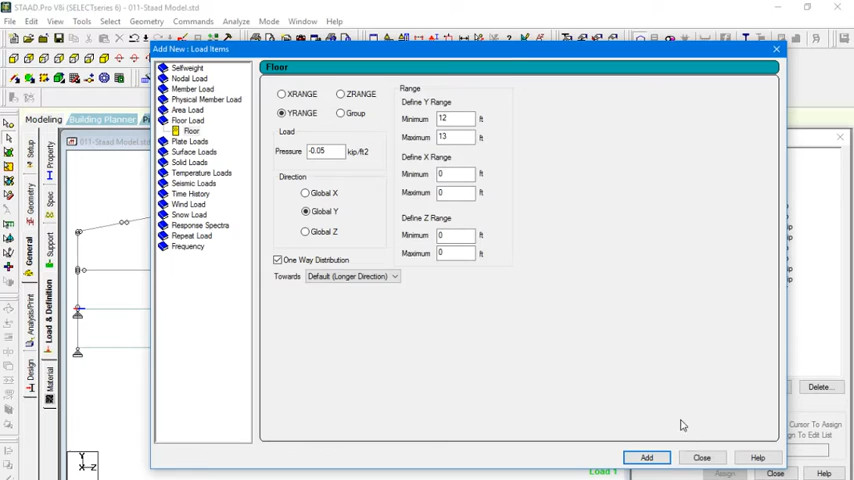 STAAD.Pro V8i (SELECTseries 6) - 011-Staad Model.std
File Edit View Tools Select Geometry Commands Analyze Mode Window Help
Modeling Building Planner
Add New : Load Items
Selfweight
Nodal Load
Member Load
Physical Member Load
Area Load
Floor Load
Floor
Plate Loads
Surface Loads
Solid Loads
Temperature Loads
Seismic Loads
Time History
Wind Load
Snow Load
Response Spectra
Repeat Load
Frequency
Floor
XRANGE ZRANGE
YRANGE Group
Load
Pressure -0.05 kip/ft2
Direction
Global X
Global Y
Global Z
One Way Distribution
Towards Default (Longer Direction)
Range
Define Y Range
Minimum 12 ft
Maximum 13 ft
Define X Range
Minimum 0 ft
Maximum 0 ft
Define Z Range
Minimum 0 ft
Maximum 0 ft
Add Close Help
011-Staad Model.std
Setup
Geometry
General
Analysis/Print
Design
Property
Spec
Support
Load & Definition
Material
Y
Z
Load 1
Delete...
Cursor To Assign
To Edit List
Assign Close Help